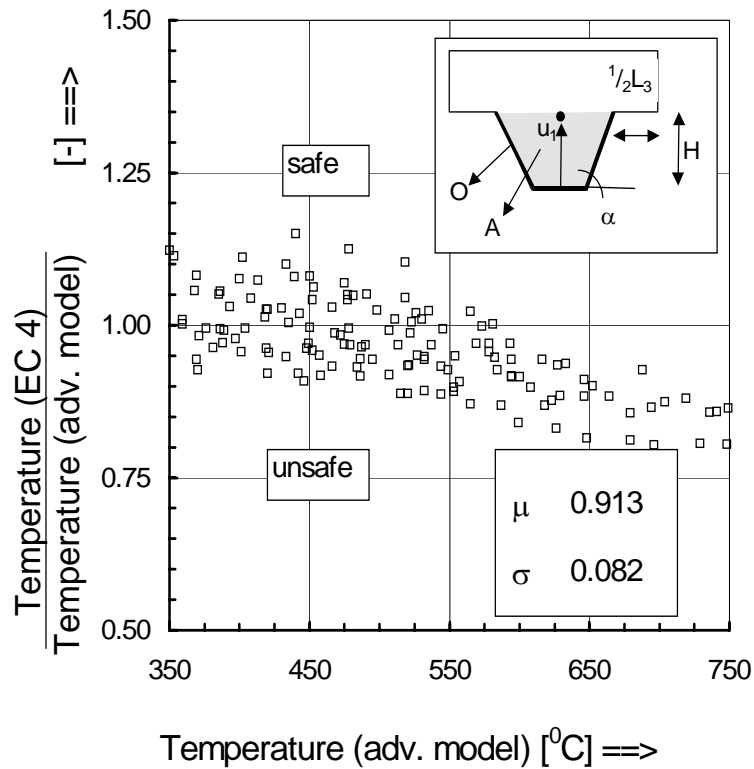 1.50
1.25
1.00
0.75
0.50
Temperature (EC 4)
Temperature (adv. model)
[-] ==>
safe
unsafe
¹/₂L₃
u₁
H
O
A
α
μ 0.913
σ 0.082
350 450 550 650 750
Temperature (adv. model) [⁰C] ==>